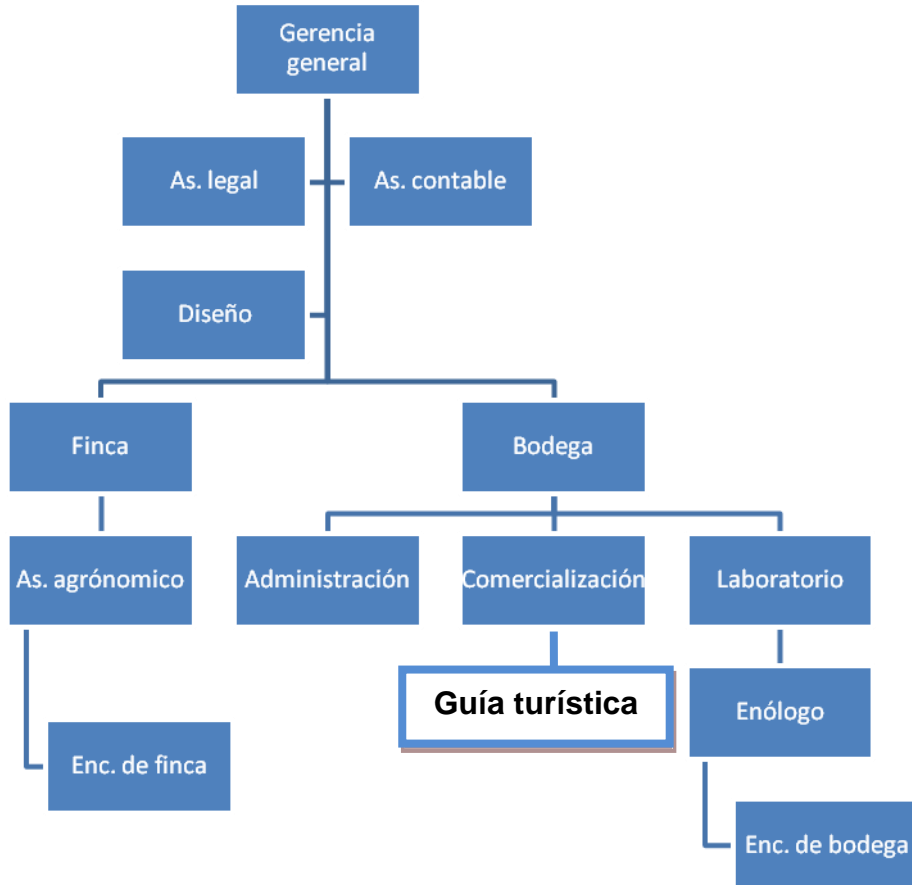 Gerencia
general
As. legal
As. contable
Diseño
Finca
Bodega
As. agrónomico
Administración
Comercialización
Laboratorio
Guía turística
Enólogo
Enc. de finca
Enc. de bodega